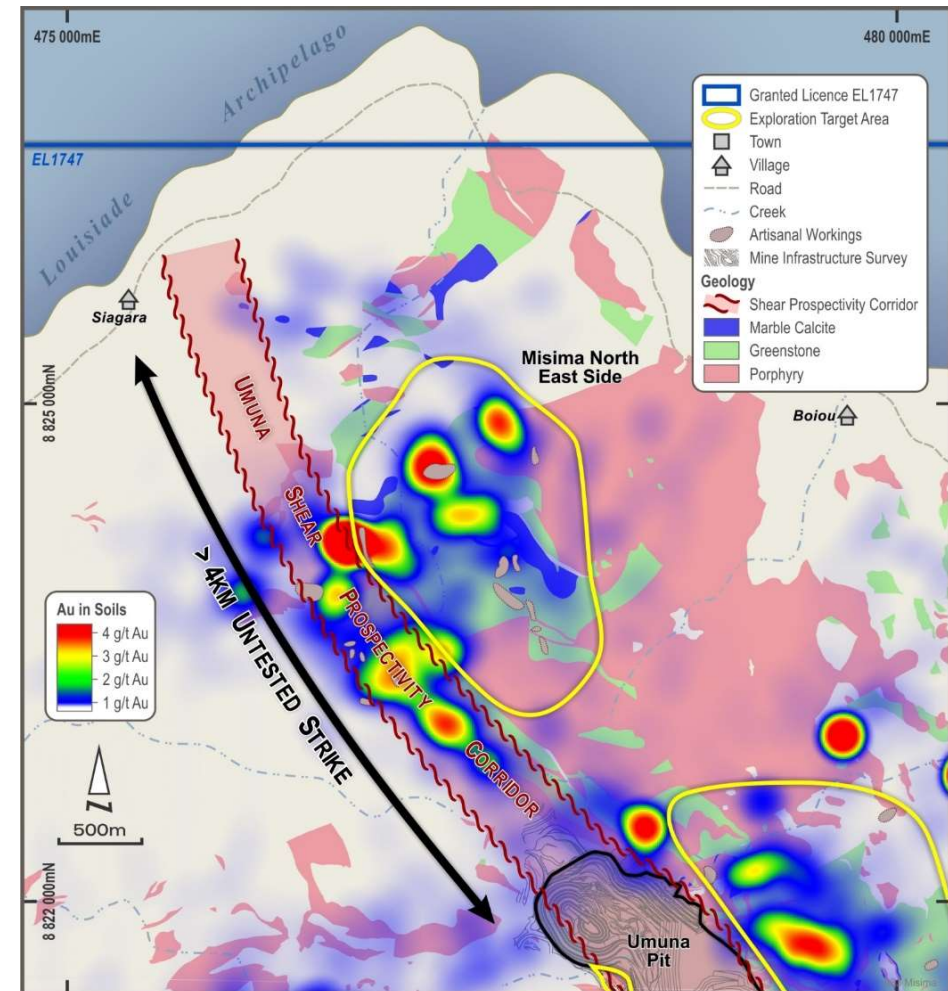 475 000mE
480 000mE
Archipelago
Louisiade
EL1747
Granted Licence EL1747
Exploration Target Area
Town
Village
Road
Creek
Artisanal Workings
Mine Infrastructure Survey
Geology
Shear Prospectivity Corridor
Marble Calcite
Greenstone
Porphyry
Siagara
Misima North
East Side
8 825 000mN
Boiou
UMUNA
SHEAR
PROSPECTIVITY
CORRIDOR
> 4KM UNTESTED STRIKE
Au in Soils
4 g/t Au
3 g/t Au
2 g/t Au
1 g/t Au
N
500m
8 822 000mN
Umuna
Pit
Misima